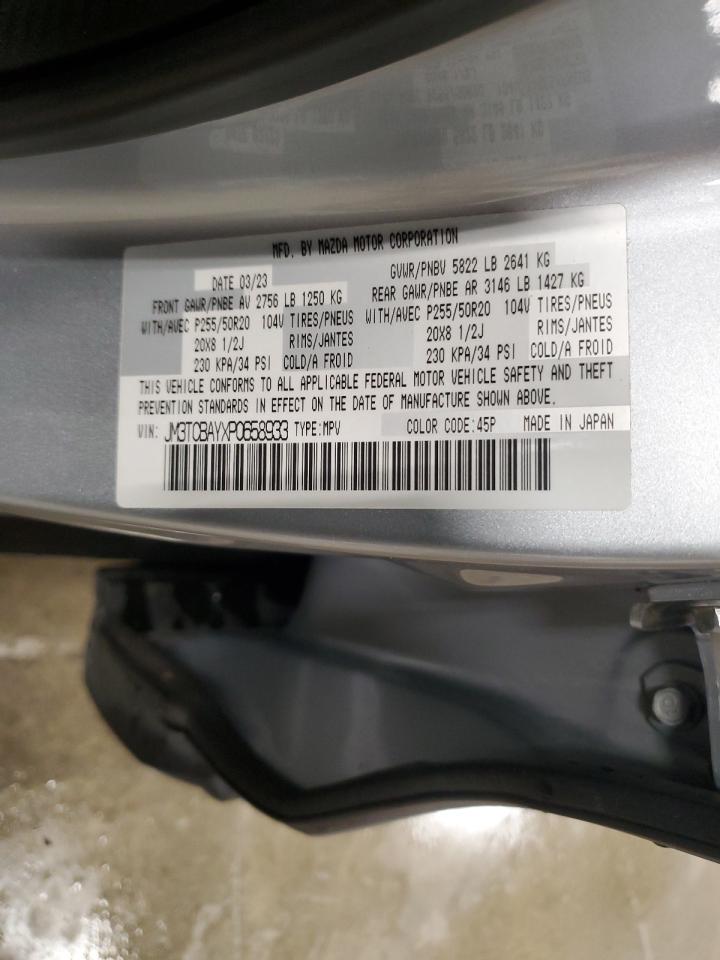 MFD. BY MAZDA MOTOR CORPORATION
DATE 03/23 GVWR/PNBV 5822 LB 2641 KG
FRONT GAWR/PNBE AV 2756 LB 1250 KG REAR GAWR/PNBE AR 3146 LB 1427 KG
WITH/AVEC P255/50R20 104V TIRES/PNEUS WITH/AVEC P255/50R20 104V TIRES/PNEUS
20X8 1/2J RIMS/JANTES 20X8 1/2J RIMS/JANTES
230 KPA/34 PSI COLD/A FROID 230 KPA/34 PSI COLD/A FROID
THIS VEHICLE CONFORMS TO ALL APPLICABLE FEDERAL MOTOR VEHICLE SAFETY AND THEFT
PREVENTION STANDARDS IN EFFECT ON THE DATE OF MANUFACTURE SHOWN ABOVE.
VIN: JM3TCBAYXP0658933 TYPE:MPV COLOR CODE:45P MADE IN JAPAN